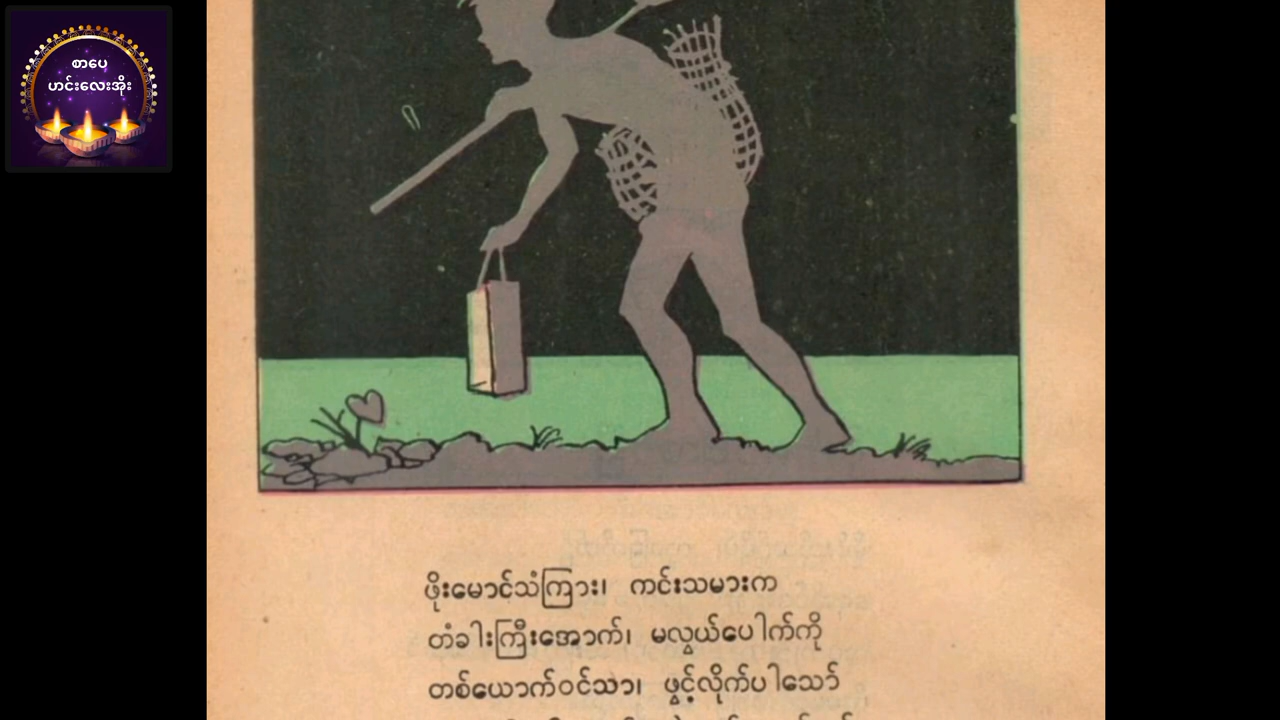 စာပေ
ဟင်းလေးအိုး
ဖိုးမောင်သံကြား၊ ကင်းသမားက
တံခါးကြီးအောက်၊ မလွယ်ပေါက်ကို
တစ်ယောက်ဝင်သာ၊ ဖွင့်လိုက်ပါသော်